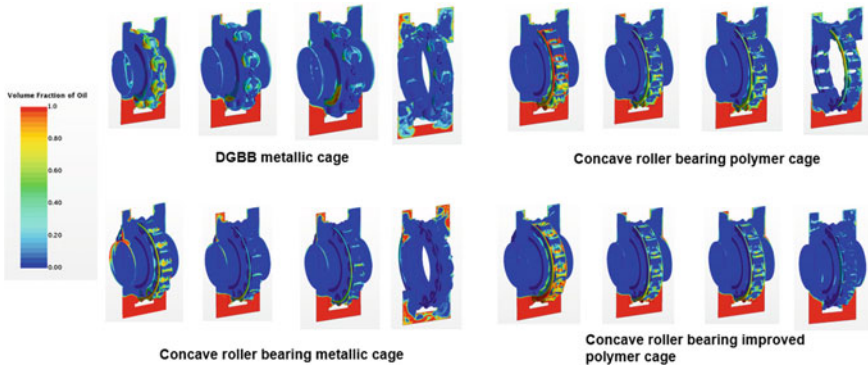 Volume Fraction of Oil
1.0
0.80
0.60
0.40
0.20
0.00
DGBB metallic cage
Concave roller bearing polymer cage
Concave roller bearing metallic cage
Concave roller bearing improved
polymer cage